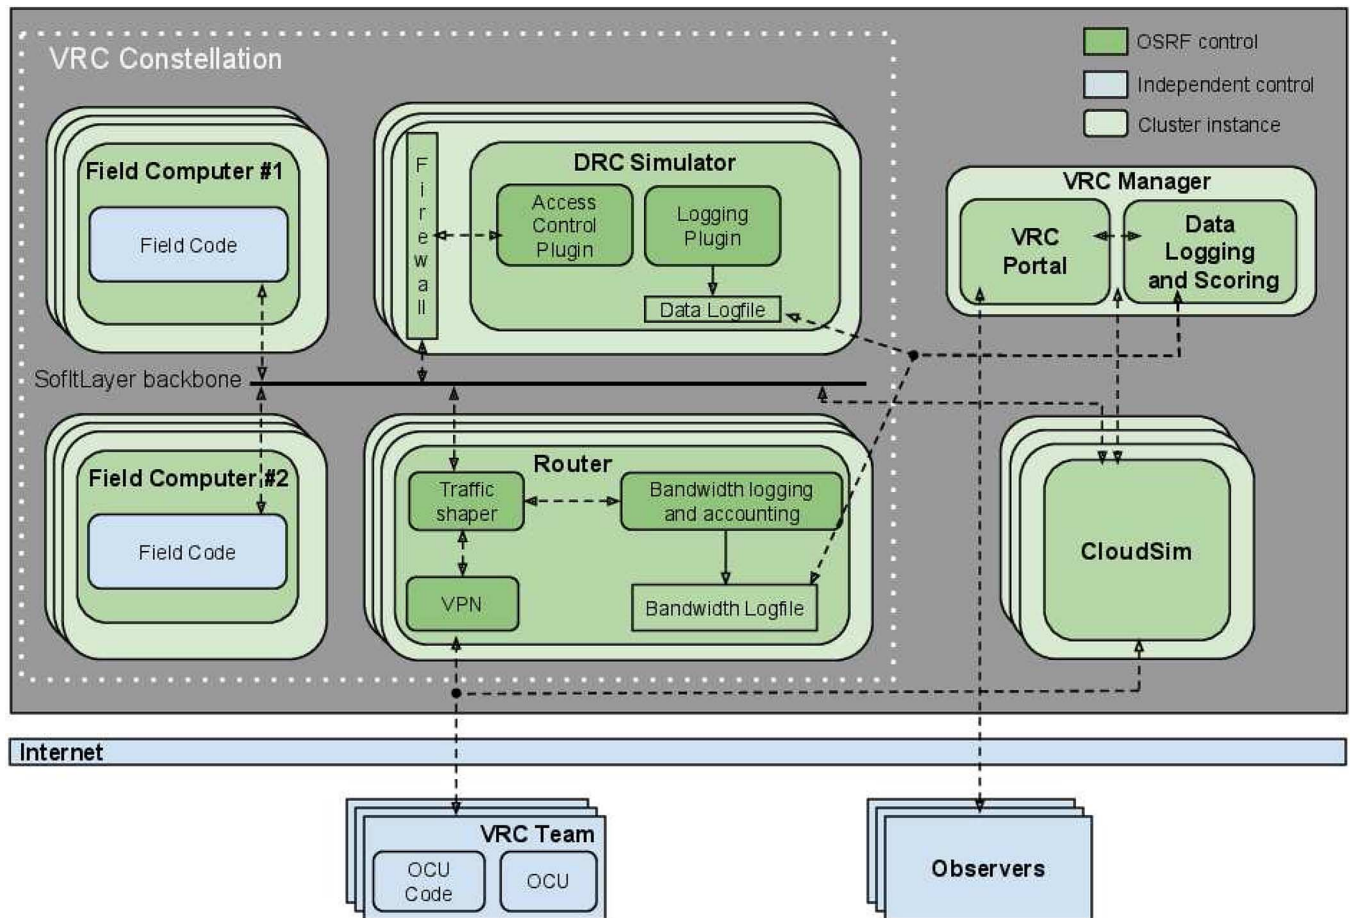 VRC Constellation
OSRF control
Independent control
Cluster instance
Field Computer #1
Field Code
Firewall
DRC Simulator
Access
Control
Plugin
Logging
Plugin
Data Logfile
VRC Manager
VRC
Portal
Data
Logging
and Scoring
SofItLayer backbone
Field Computer #2
Field Code
Router
Traffic
shaper
Bandwidth logging
and accounting
VPN
Bandwidth Logfile
CloudSim
Internet
VRC Team
OCU
Code
OCU
Observers